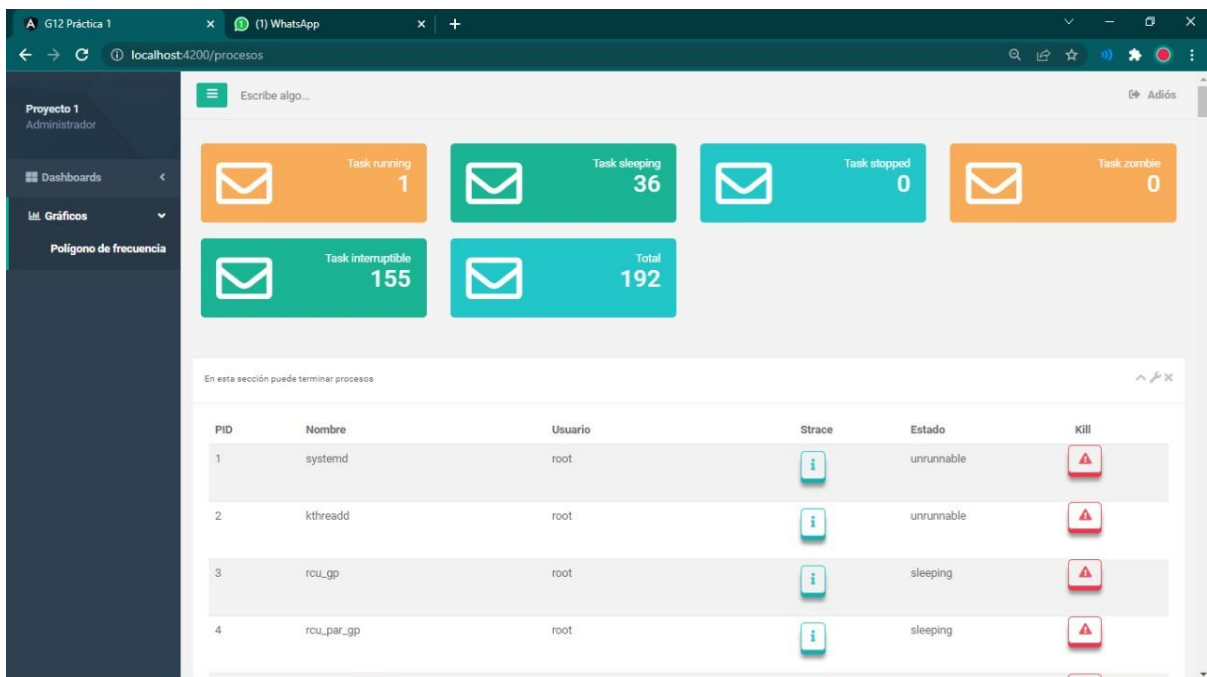 G12 Práctica 1
(1) WhatsApp
localhost:4200/procesos
Proyecto 1
Administrador
Dashboards
Gráficos
Polígono de frecuencia
Escribe algo...
Adiós
Task running
1
Task sleeping
36
Task stopped
0
Task zombie
0
Task interruptible
155
Total
192
En esta sección puede terminar procesos
PID Nombre Usuario Strace Estado Kill
1 systemd root unrunnable
2 kthreadd root unrunnable
3 rcu_gp root sleeping
4 rcu_par_gp root sleeping